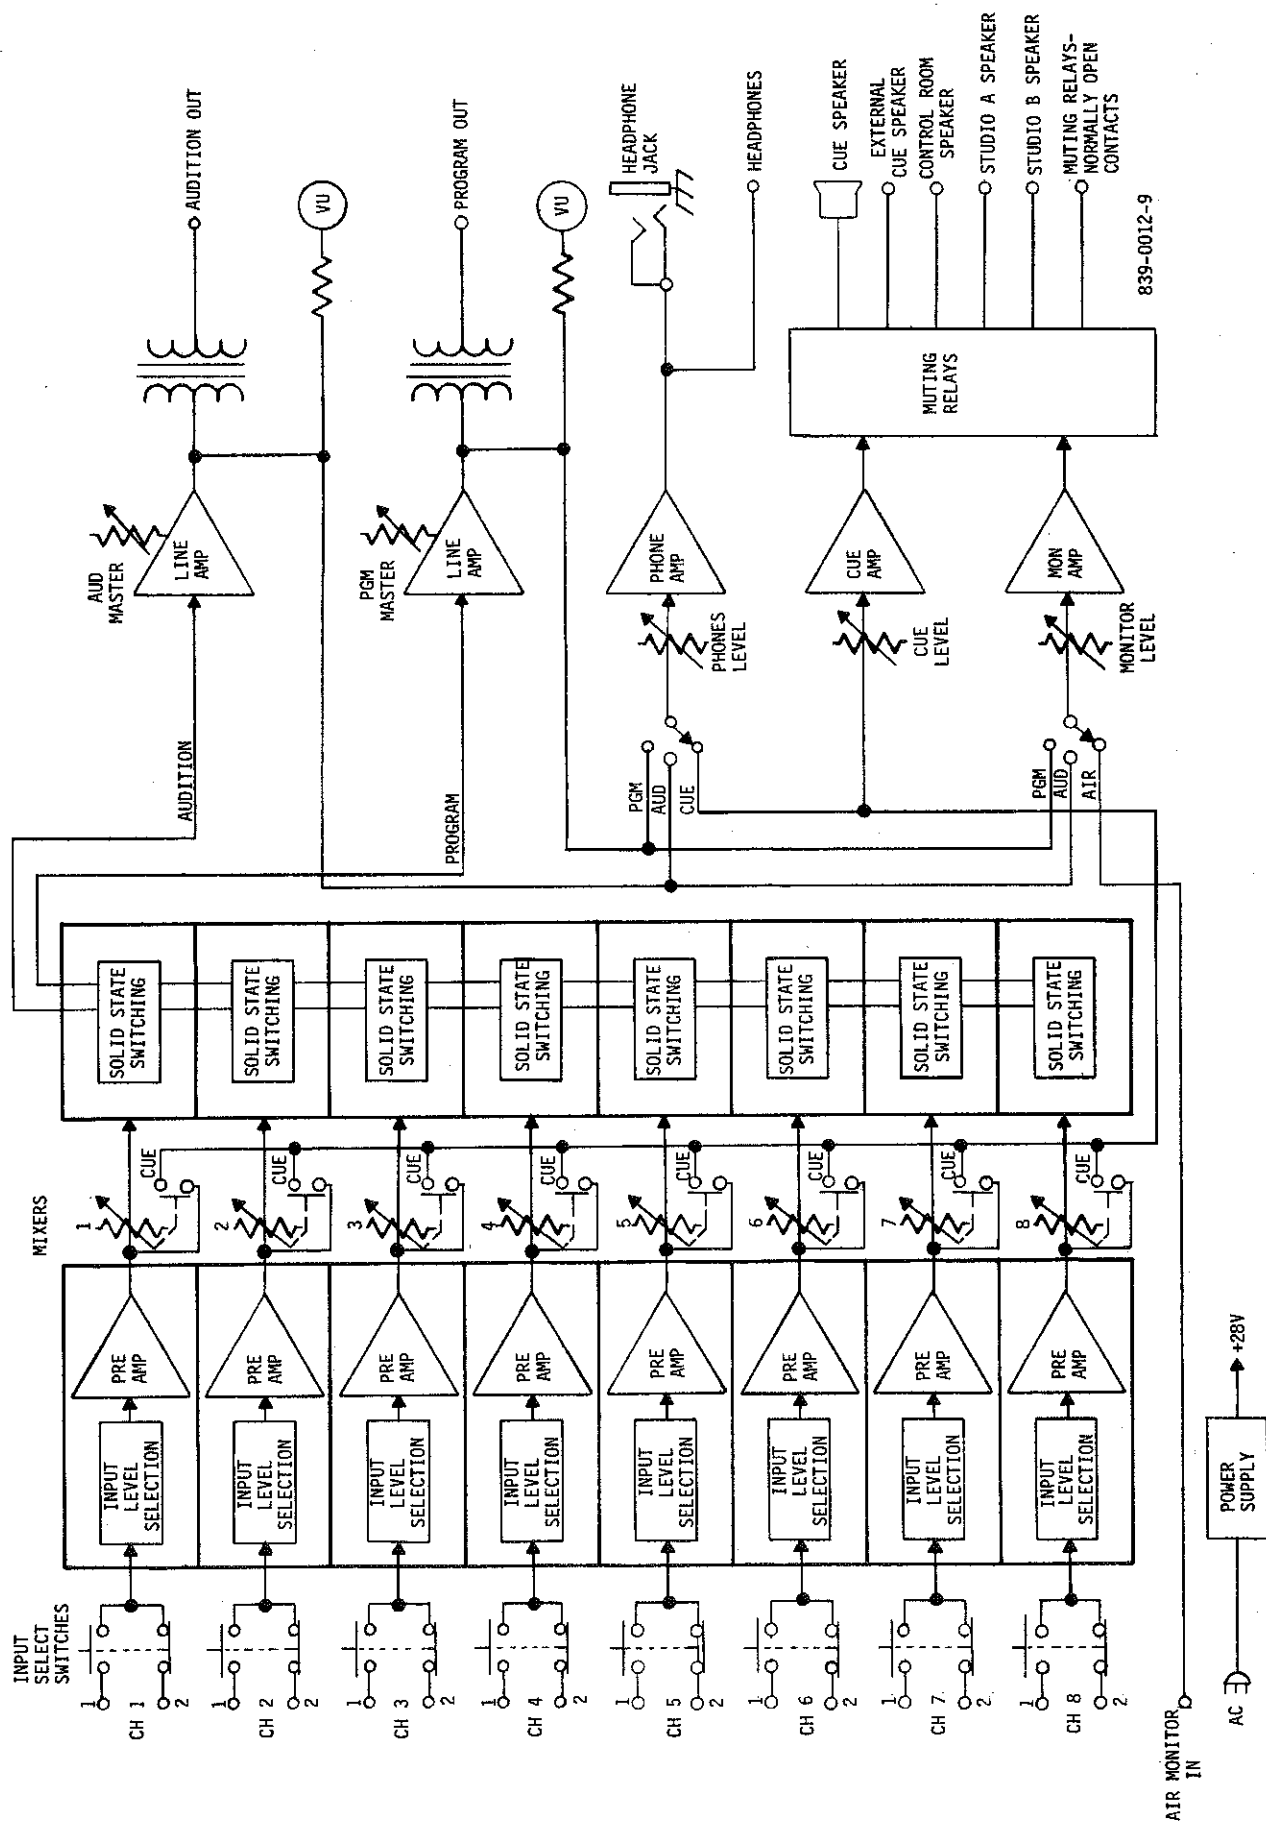 INPUT
SELECT
SWITCHES
MIXERS
1
CH 1
2
1
CH 2
2
1
CH 3
2
1
CH 4
2
1
CH 5
2
1
CH 6
2
1
CH 7
2
1
CH 8
2
AIR MONITOR
IN
INPUT
LEVEL
SELECTION
PRE
AMP
INPUT
LEVEL
SELECTION
PRE
AMP
INPUT
LEVEL
SELECTION
PRE
AMP
INPUT
LEVEL
SELECTION
PRE
AMP
INPUT
LEVEL
SELECTION
PRE
AMP
INPUT
LEVEL
SELECTION
PRE
AMP
INPUT
LEVEL
SELECTION
PRE
AMP
INPUT
LEVEL
SELECTION
PRE
AMP
1
CUE
2
CUE
3
CUE
4
CUE
5
CUE
6
CUE
7
CUE
8
CUE
SOLID STATE
SWITCHING
SOLID STATE
SWITCHING
SOLID STATE
SWITCHING
SOLID STATE
SWITCHING
SOLID STATE
SWITCHING
SOLID STATE
SWITCHING
SOLID STATE
SWITCHING
SOLID STATE
SWITCHING
AUDITION
AUD
MASTER
LINE
AMP
AUDITION OUT
VU
PROGRAM
PGM
MASTER
LINE
AMP
PROGRAM OUT
VU
PGM
AUD
CUE
PHONES
LEVEL
PHONE
AMP
HEADPHONE
JACK
HEADPHONES
CUE
LEVEL
CUE
AMP
PGM
AUD
AIR
MONITOR
LEVEL
MON
AMP
MUTING
RELAYS
CUE SPEAKER
EXTERNAL
CUE SPEAKER
CONTROL ROOM
SPEAKER
STUDIO A SPEAKER
STUDIO B SPEAKER
MUTING RELAYS-
NORMALLY OPEN
CONTACTS
AC
POWER
SUPPLY
+28V
839-0012-9